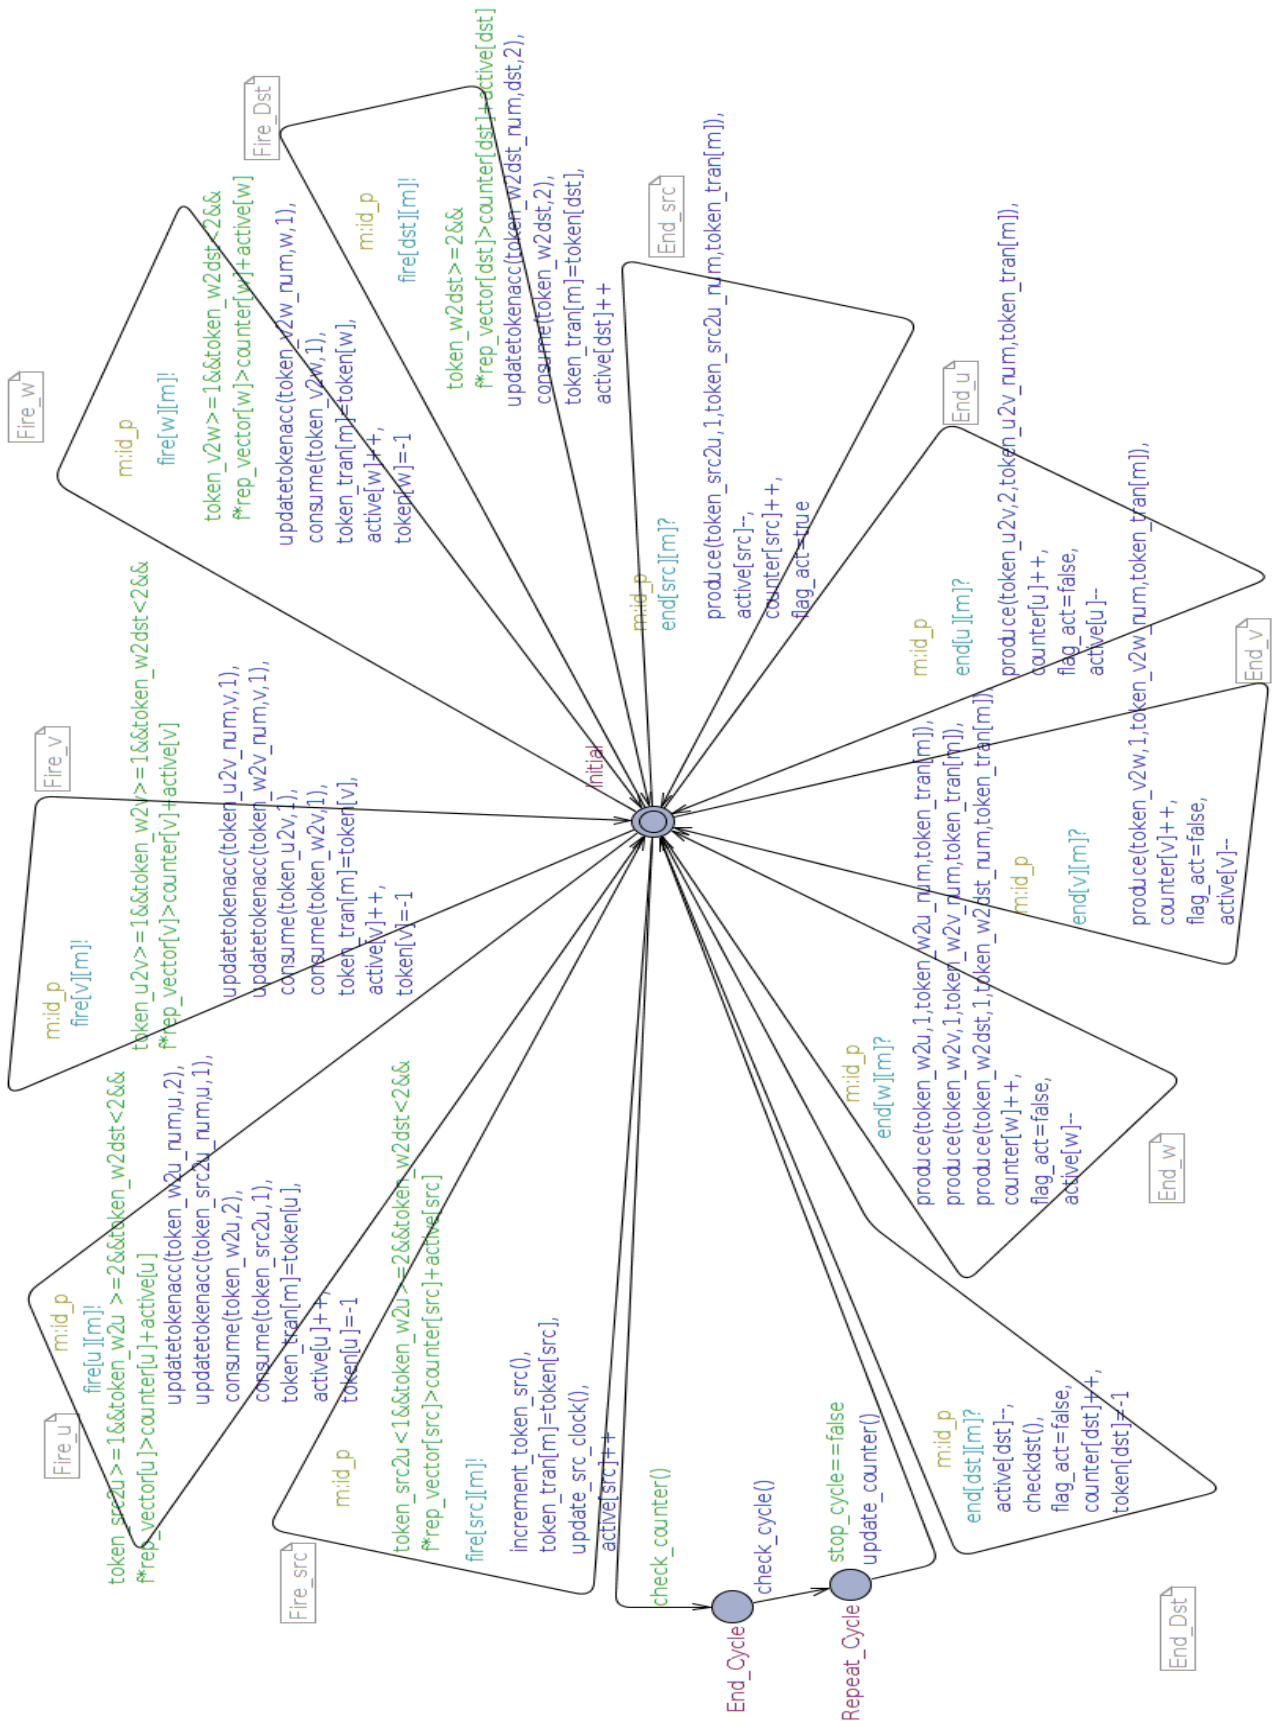 Fire_u
m:id_p
fire[u][m]!
token_src2u>=1&&token_w2u >=2&&token_w2dst<2&&
f*rep_vector[u]>counter[u]+active[u]
updatetokenacc(token_w2u_num,u,2),
updatetokenacc(token_src2u_num,u,1),
consume(token_w2u,2),
consume(token_src2u,1),
token_tran[m]=token[u],
active[u]++,
token[u]=-1
Fire_v
m:id_p
fire[v][m]!
token_u2v>=1&&token_w2v>=1&&token_w2dst<2&&
f*rep_vector[v]>counter[v]+active[v]
updatetokenacc(token_u2v_num,v,1),
updatetokenacc(token_w2v_num,v,1),
consume(token_u2v,1),
consume(token_w2v,1),
token_tran[m]=token[v],
active[v]++,
token[v]=-1
Fire_w
m:id_p
fire[w][m]!
token_v2w>=1&&token_w2dst<2&&
f*rep_vector[w]>counter[w]+active[w]
updatetokenacc(token_v2w_num,w,1),
consume(token_v2w,1),
token_tran[m]=token[w],
active[w]++,
token[w]=-1
Fire_Dst
m:id_p
fire[dst][m]!
token_w2dst>=2&&
f*rep_vector[dst]>counter[dst]+active[dst]
updatetokenacc(token_w2dst_num,dst,2),
consume(token_w2dst,2),
token_tran[m]=token[dst],
active[dst]++
Fire_src
m:id_p
token_src2u<1&&token_w2u>=2&&token_w2dst<2&&
f*rep_vector[src]>counter[src]+active[src]
fire[src][m]!
increment_token_src(),
token_tran[m]=token[src],
update_src_clock(),
active[src]++
Initial
End_src
m:id_p
end[src][m]?
produce(token_src2u,1,token_src2u_num,token_tran[m]),
active[src]--,
counter[src]++,
flag_act=true
check_counter()
End_Cycle
check_cycle()
Repeat_Cycle
stop_cycle==false
update_counter()
End_u
m:id_p
end[u][m]?
produce(token_u2v,2,token_u2v_num,token_tran[m]),
counter[u]++,
flag_act=false,
active[u]--
End_v
m:id_p
end[v][m]?
produce(token_v2w,1,token_v2w_num,token_tran[m]),
counter[v]++,
flag_act=false,
active[v]--
End_w
m:id_p
end[w][m]?
produce(token_w2u,1,token_w2u_num,token_tran[m]),
produce(token_w2v,1,token_w2v_num,token_tran[m]),
produce(token_w2dst,1,token_w2dst_num,token_tran[m]),
counter[w]++,
flag_act=false,
active[w]--
End_Dst
m:id_p
end[dst][m]?
active[dst]--,
checkdst(),
flag_act=false,
counter[dst]++,
token[dst]=-1